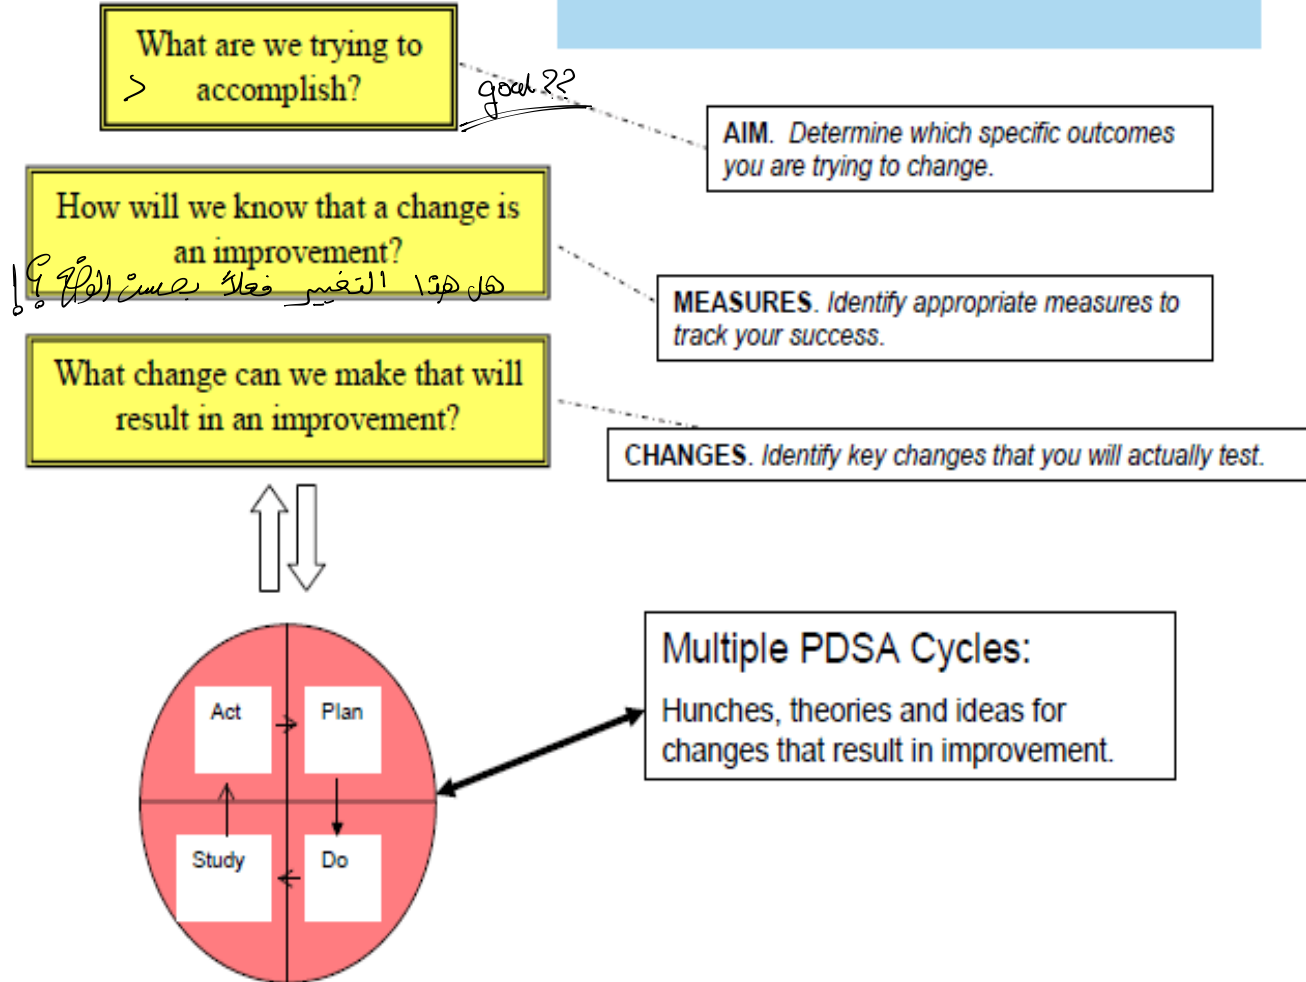 What are we trying to
> accomplish?
goal ??
AIM. Determine which specific outcomes
you are trying to change.
How will we know that a change is
an improvement?
هل هذا التغيير فعلاً بحسن الوضع ؟!
MEASURES. Identify appropriate measures to
track your success.
What change can we make that will
result in an improvement?
CHANGES. Identify key changes that you will actually test.
Multiple PDSA Cycles:
Hunches, theories and ideas for
changes that result in improvement.
Act
Plan
Study
Do